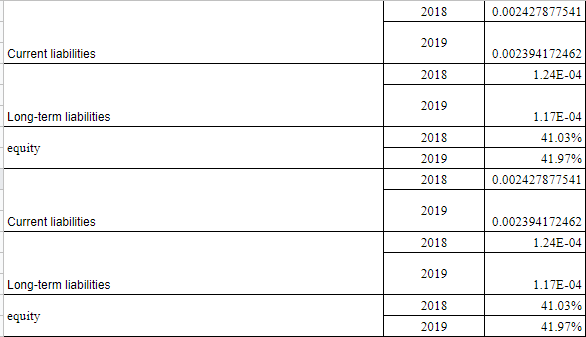 2018 0.002427877541
Current liabilities 2019 0.002394172462
2018 1.24E-04
Long-term liabilities 2019 1.17E-04
equity 2018 41.03%
2019 41.97%
2018 0.002427877541
Current liabilities 2019 0.002394172462
2018 1.24E-04
Long-term liabilities 2019 1.17E-04
equity 2018 41.03%
2019 41.97%